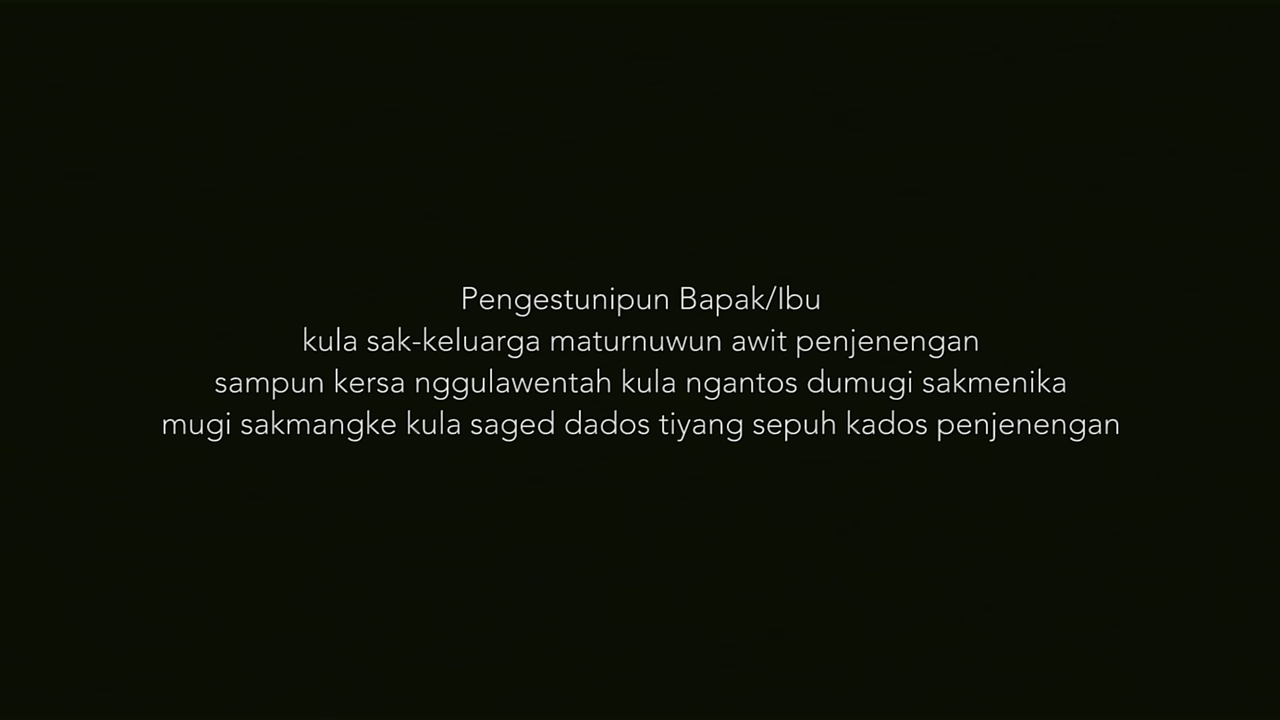 Pengestunipun Bapak/Ibu
kula sak-keluarga maturnuwun awit penjenengan
sampun kersa nggulawentah kula ngantos dumugi sakmenika
mugi sakmangke kula saged dados tiyang sepuh kados penjenengan